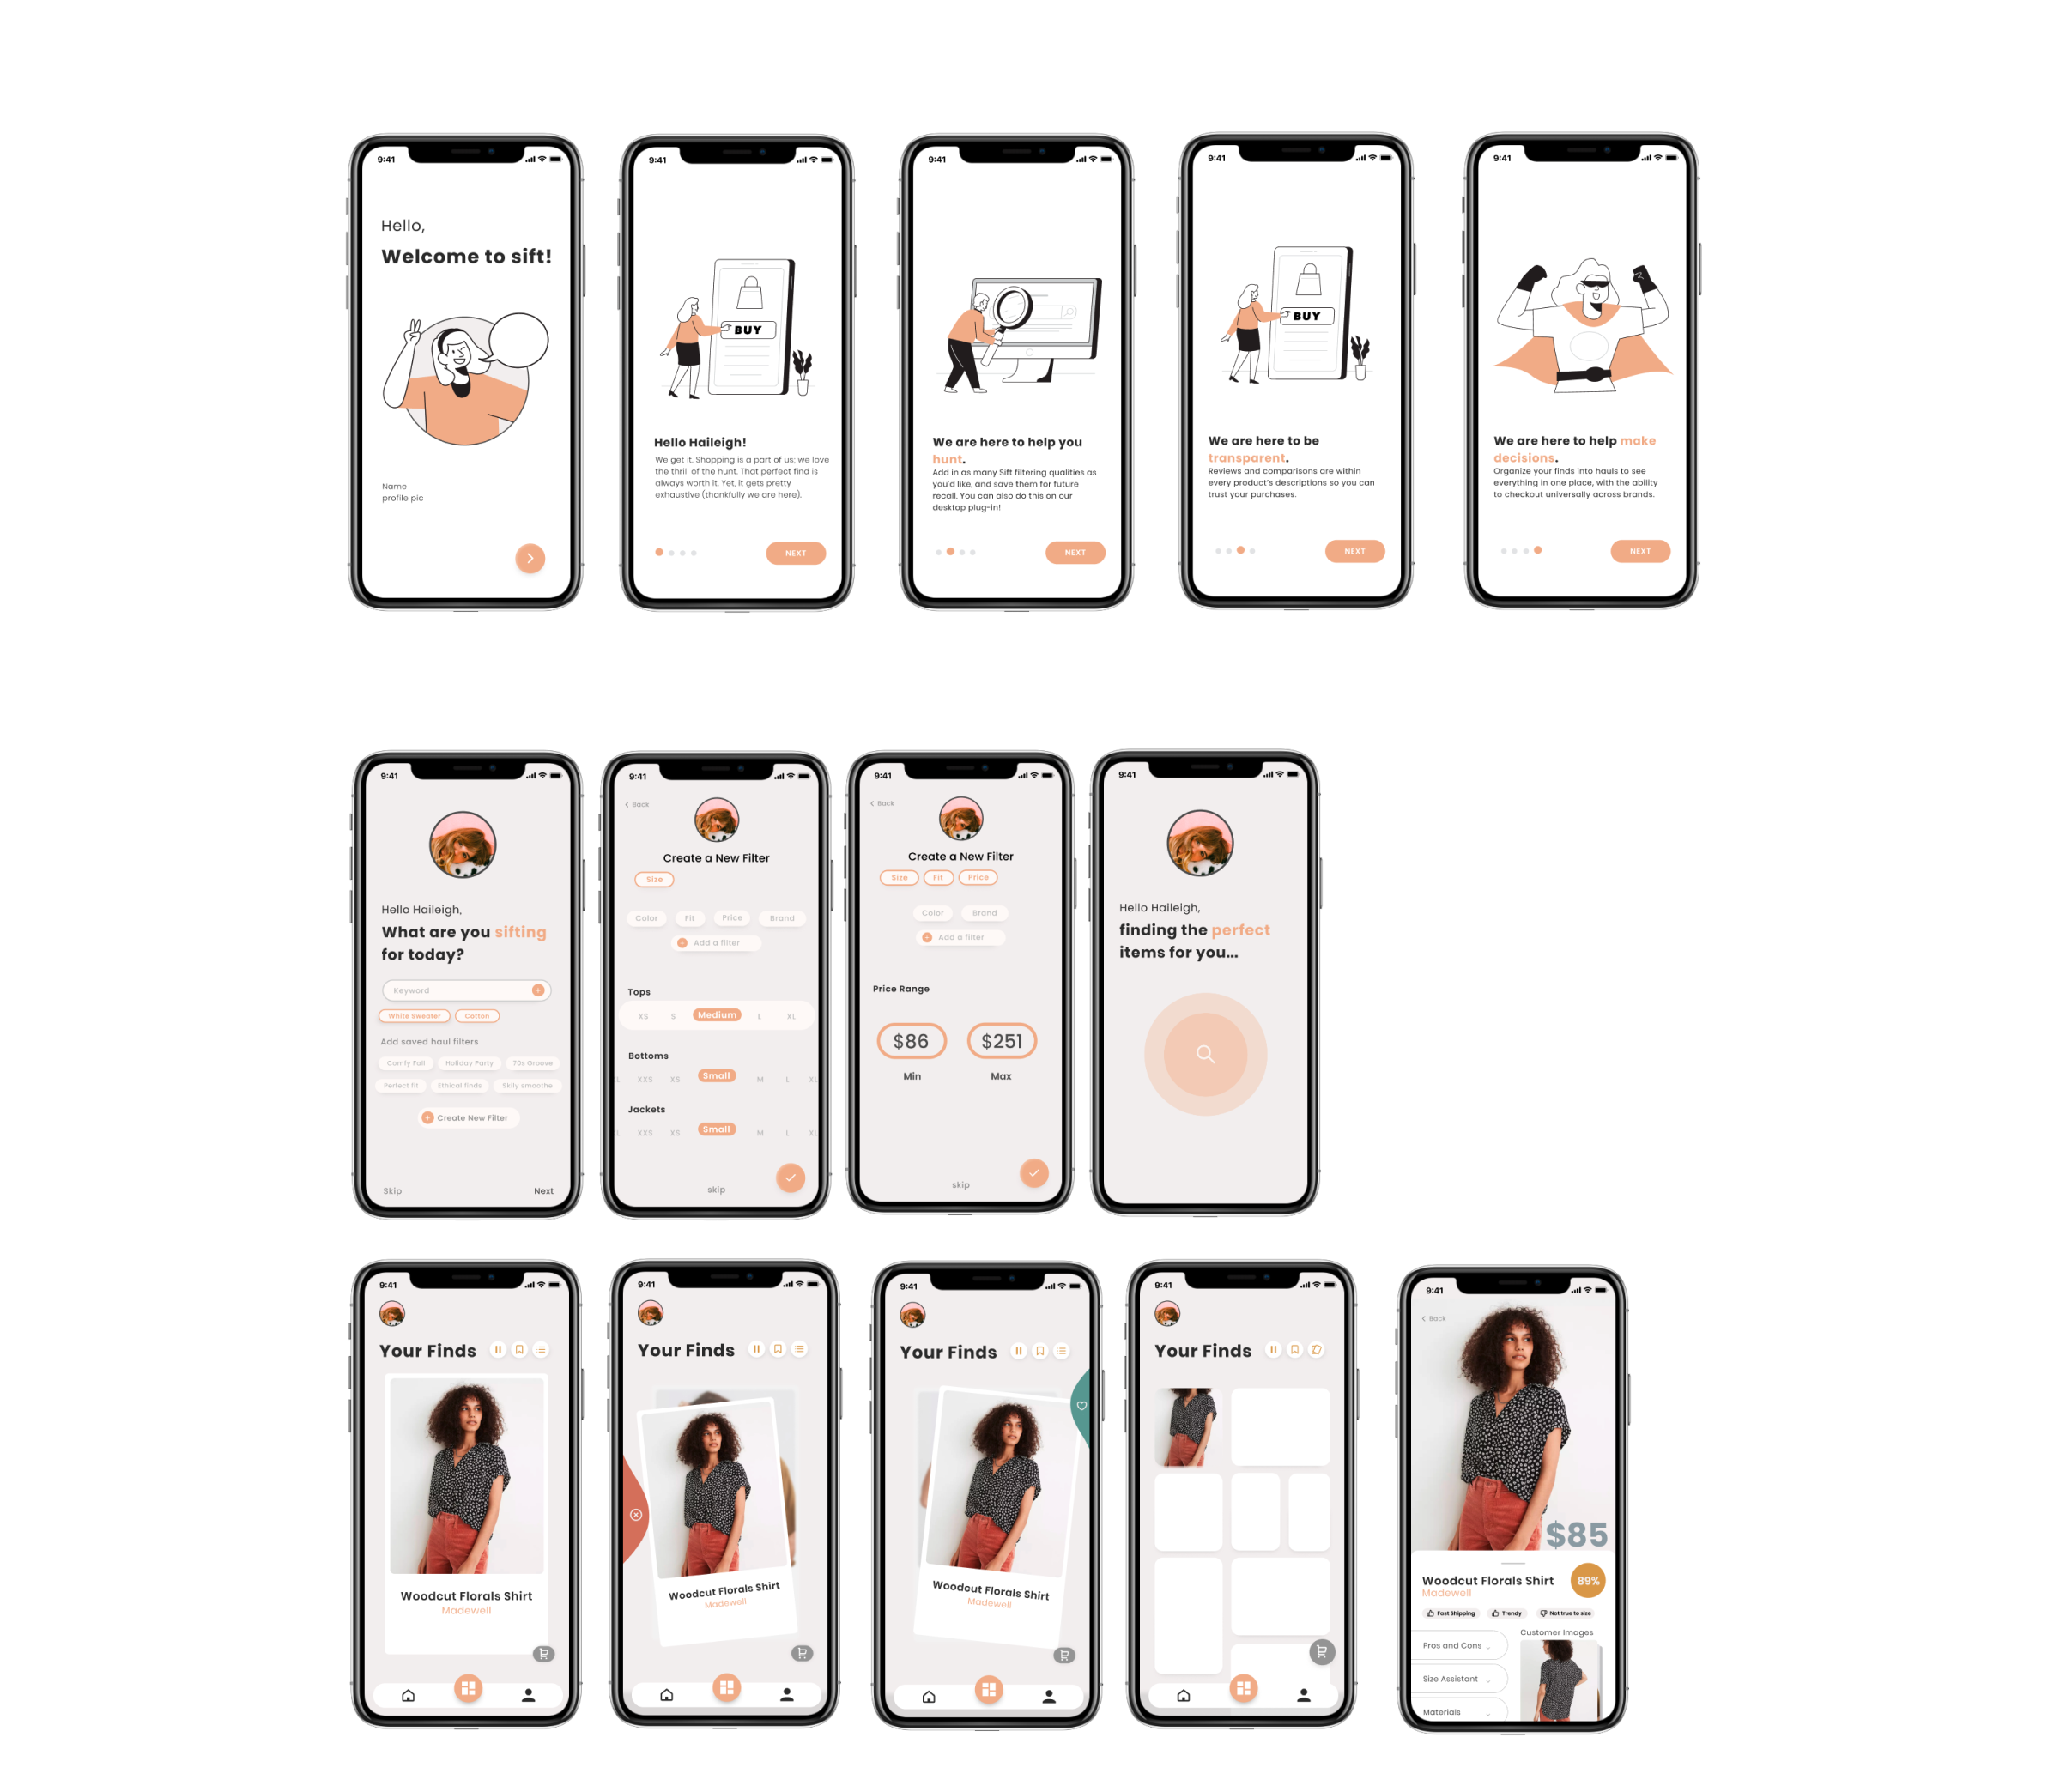 9:41
Hello,
Welcome to sift!
Name
profile pic
9:41
BUY
Hello Haileigh!
We get it. Shopping is a part of us; we love
the thrill of the hunt. That perfect find is
always worth it. Yet, it gets pretty
exhaustive (thankfully we are here).
NEXT
9:41
We are here to help you
hunt.
Add in as many Sift filtering qualities as
you'd like, and save them for future
recall. You can also do this on our
desktop plug-in!
NEXT
9:41
BUY
We are here to be
transparent.
Reviews and comparisons are within
every product's descriptions so you can
trust your purchases.
NEXT
9:41
We are here to help make
decisions.
Organize your finds into hauls to see
everything in one place, with the ability
to checkout universally across brands.
NEXT
9:41
Hello Haileigh,
What are you sifting
for today?
Keyword
White Sweater Cotton
Add saved haul filters
Comfy Fall Holiday Party 70s Groove
Perfect fit Ethical finds Skily smoothe
Create New Filter
Skip Next
9:41
Back
Create a New Filter
Size
Color Fit Price Brand
Add a filter
Tops
XS S Medium L XL
Bottoms
XXS XS Small M L XL
Jackets
XXS XS Small M L XL
skip
9:41
Back
Create a New Filter
Size Fit Price
Color Brand
Add a filter
Price Range
$86 $251
Min Max
skip
9:41
Hello Haileigh,
finding the perfect
items for you...
9:41
Your Finds
Woodcut Florals Shirt
Madewell
9:41
Your Finds
Woodcut Florals Shirt
Madewell
9:41
Your Finds
Woodcut Florals Shirt
Madewell
9:41
Your Finds
9:41
Back
$85
Woodcut Florals Shirt
Madewell
89%
Fast Shipping Trendy Not true to size
Pros and Cons
Customer Images
Size Assistant
Materials